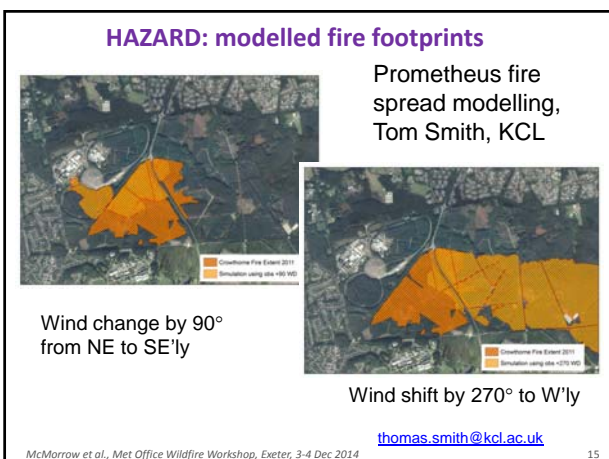 HAZARD: modelled fire footprints
Prometheus fire
spread modelling,
Tom Smith, KCL
Crowthorne Fire Extent 2011
Simulation using obs +90 WD
Wind change by 90°
from NE to SE'ly
Crowthorne Fire Extent 2011
Simulation using obs +270 WD
Wind shift by 270° to W'ly
thomas.smith@kcl.ac.uk
McMorrow et al., Met Office Wildfire Workshop, Exeter, 3-4 Dec 2014
15